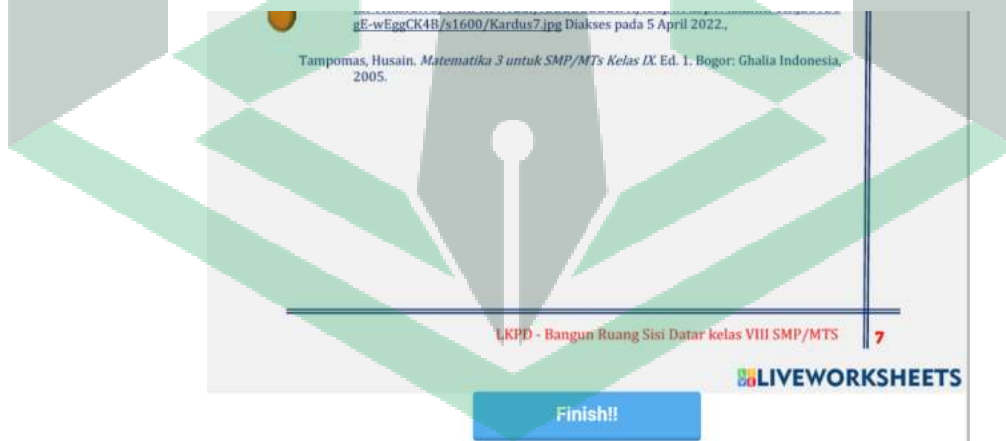 gE-wEggCK4B/s1600/Kardus7.jpg Diakses pada 5 April 2022.,
Tampomas, Husain. Matematika 3 untuk SMP/MTs Kelas IX. Ed. 1. Bogor: Ghalia Indonesia,
2005.
LKPD - Bangun Ruang Sisi Datar kelas VIII SMP/MTS 7
LIVEWORKSHEETS
Finish!!